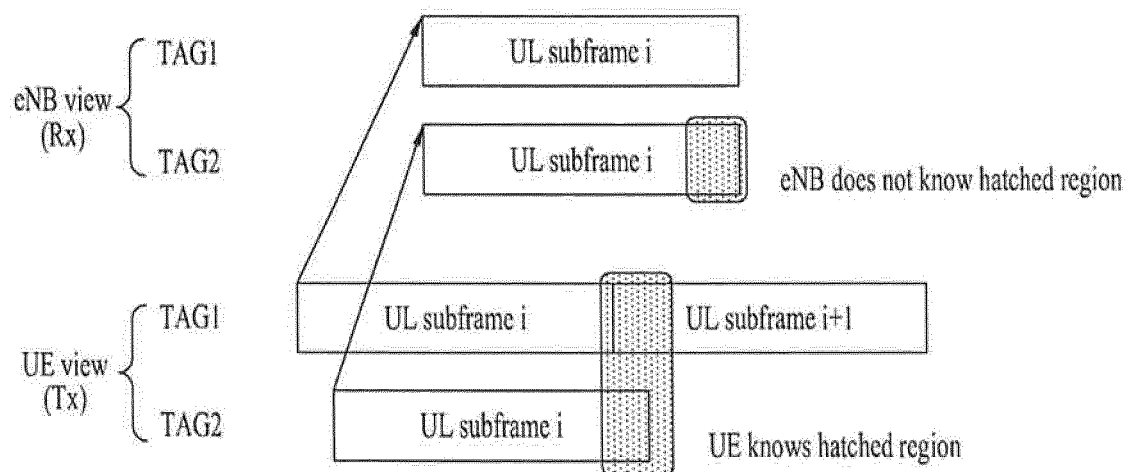 TAG1
UL subframe i
eNB view
(Rx)
TAG2
UL subframe i
eNB does not know hatched region
TAG1
UL subframe i
UL subframe i+1
UE view
(Tx)
TAG2
UL subframe i
UE knows hatched region